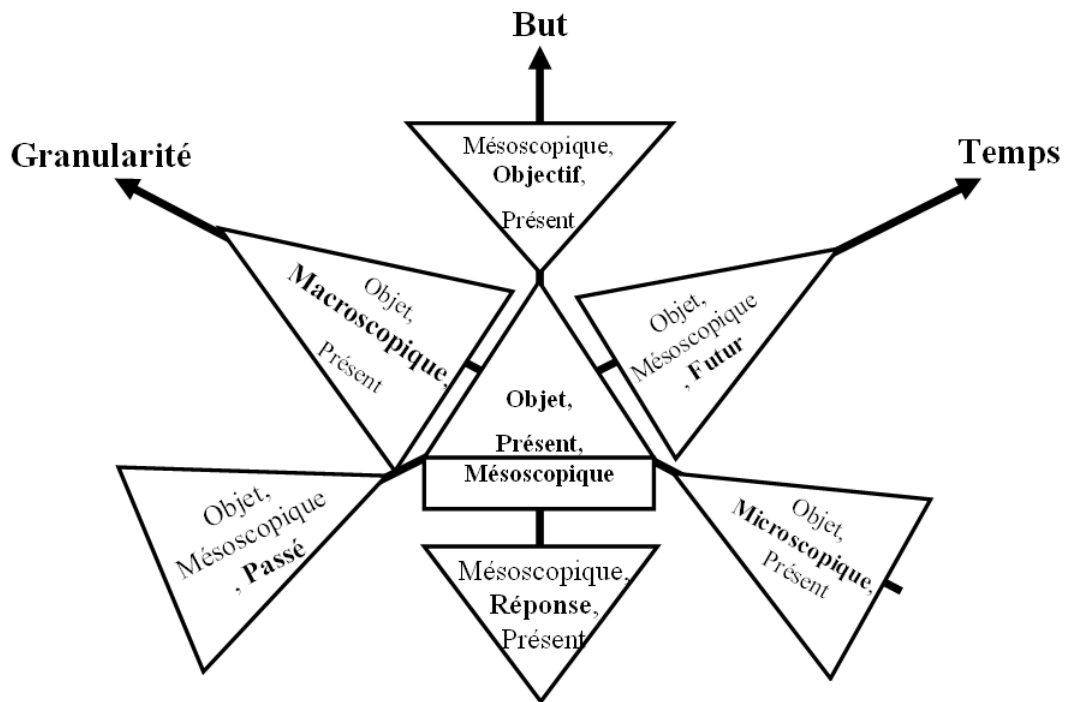 But
Granularité
Temps
Mésoscopique,
Objectif,
Présent
Objet,
Macroscopique,
Présent
Objet,
Mésoscopique
, Futur
Objet,
Présent,
Mésoscopique
Objet,
Mésoscopique
, Passé
Mésoscopique,
Réponse,
Présent
Objet,
Microscopique,
Présent